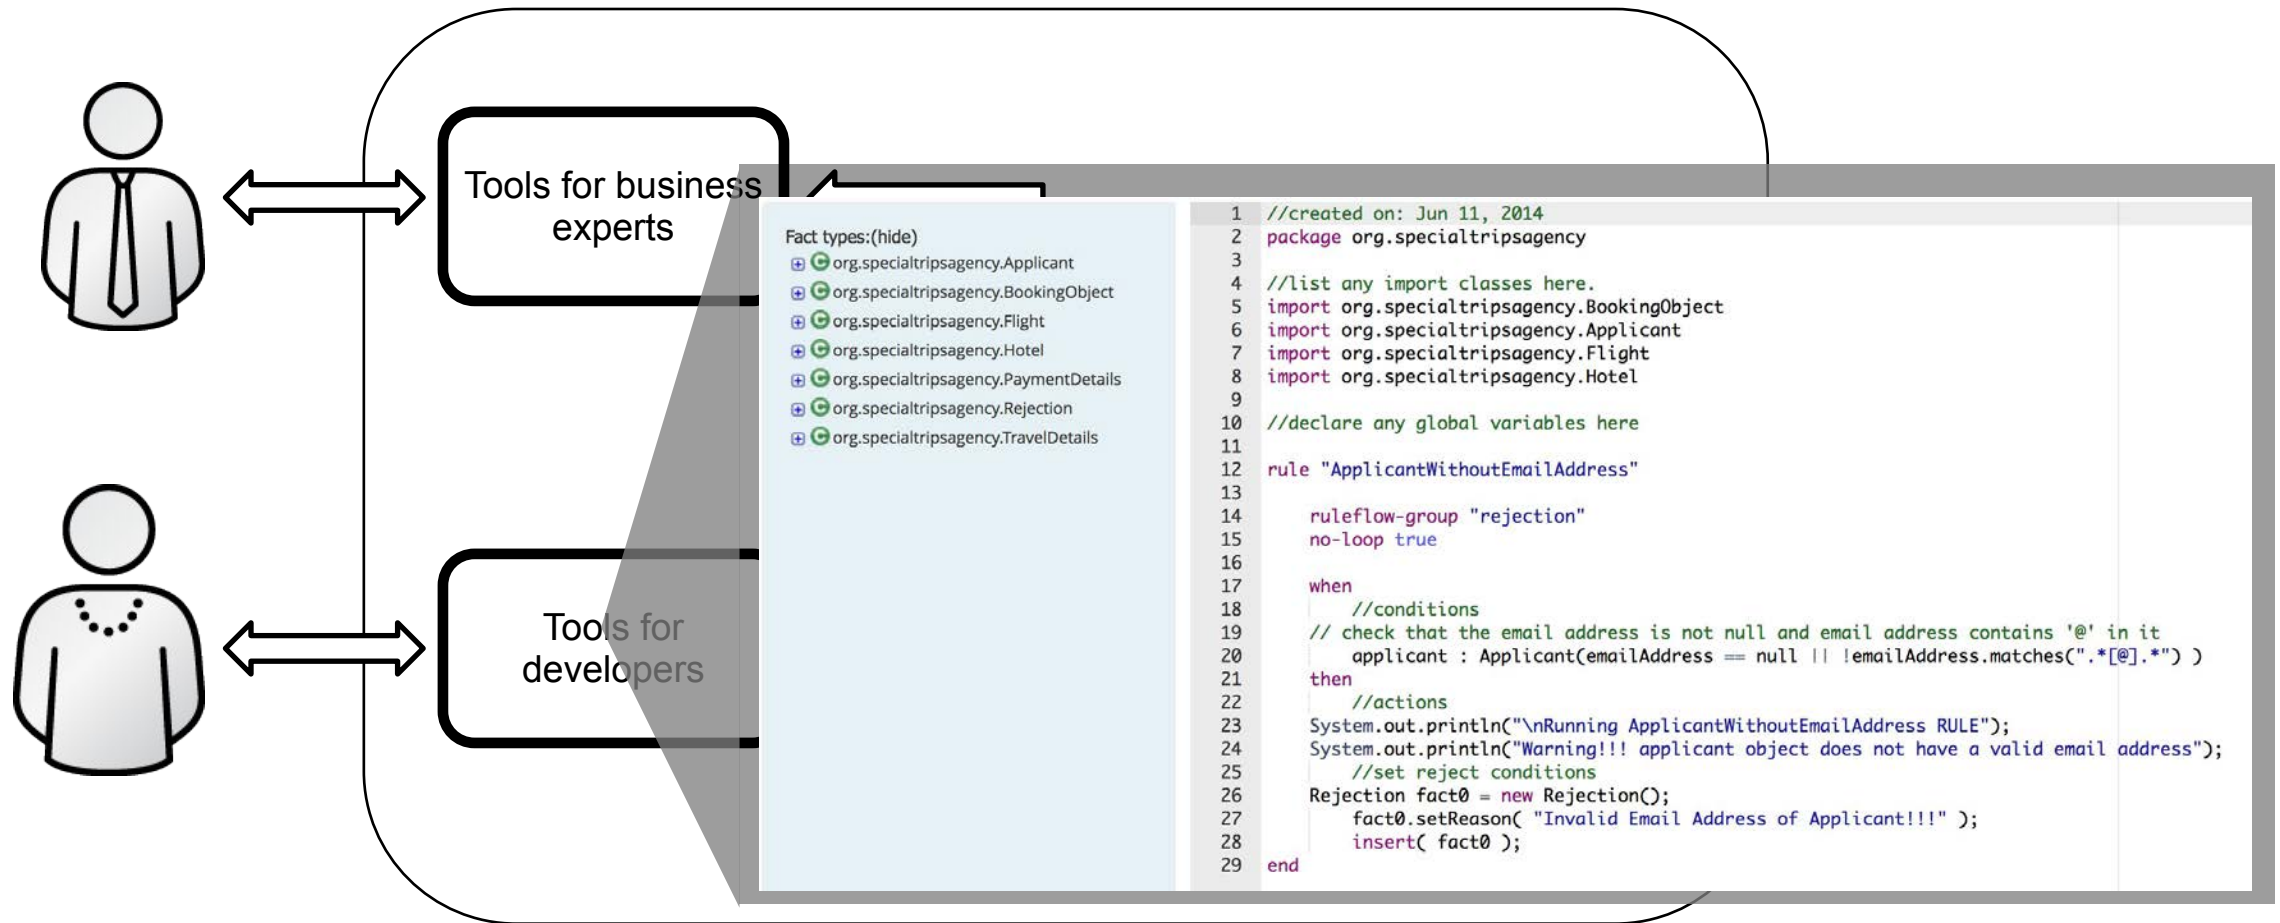 Tools for business
experts
Tools for
developers
Fact types:(hide)
org.specialtripsagency.Applicant
org.specialtripsagency.BookingObject
org.specialtripsagency.Flight
org.specialtripsagency.Hotel
org.specialtripsagency.PaymentDetails
org.specialtripsagency.Rejection
org.specialtripsagency.TravelDetails
1 //created on: Jun 11, 2014
2 package org.specialtripsagency
3
4 //list any import classes here.
5 import org.specialtripsagency.BookingObject
6 import org.specialtripsagency.Applicant
7 import org.specialtripsagency.Flight
8 import org.specialtripsagency.Hotel
9
10 //declare any global variables here
11
12 rule "ApplicantWithoutEmailAddress"
13
14 ruleflow-group "rejection"
15 no-loop true
16
17 when
18 //conditions
19 // check that the email address is not null and email address contains '@' in it
20 applicant : Applicant(emailAddress == null || !emailAddress.matches(".*[@].*") )
21 then
22 //actions
23 System.out.println("\nRunning ApplicantWithoutEmailAddress RULE");
24 System.out.println("Warning!!! applicant object does not have a valid email address");
25 //set reject conditions
26 Rejection fact0 = new Rejection();
27 fact0.setReason( "Invalid Email Address of Applicant!!!" );
28 insert( fact0 );
29 end